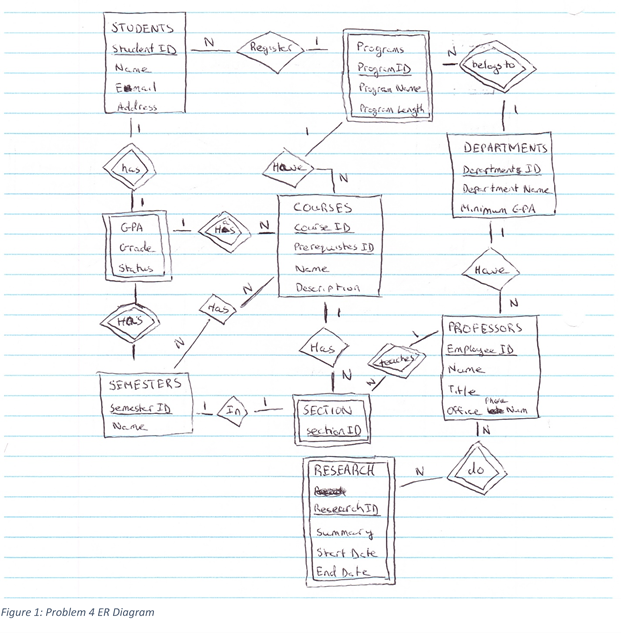 STUDENTS
Student ID
Name
Email
Address
N
Register
1
Programs
ProgramID
Program Name
Program Length
N
belongs to
1
DEPARTMENTS
Departments ID
Department Name
Minimum GPA
1
has
1
1
Have
N
GPA
Grade
Status
1
Has
N
COURSES
Course ID
Prerequistes ID
Name
Description
1
Have
N
Has
Has
N
N
1
Has
N
PROFESSORS
Employee ID
Name
Title
Office Phone Num
1
teaches
N
SEMESTERS
Semester ID
Name
1
In
1
SECTION
sectionID
N
do
N
RESEARCH
ResearchID
Summary
Start Date
End Date
Figure 1: Problem 4 ER Diagram